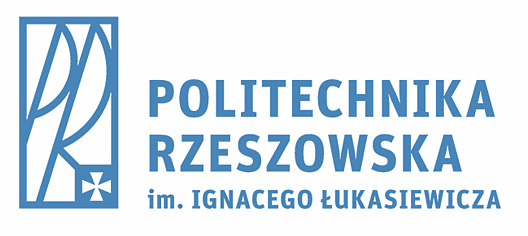 POLITECHNIKA
RZESZOWSKA
im. IGNACEGO ŁUKASIEWICZA